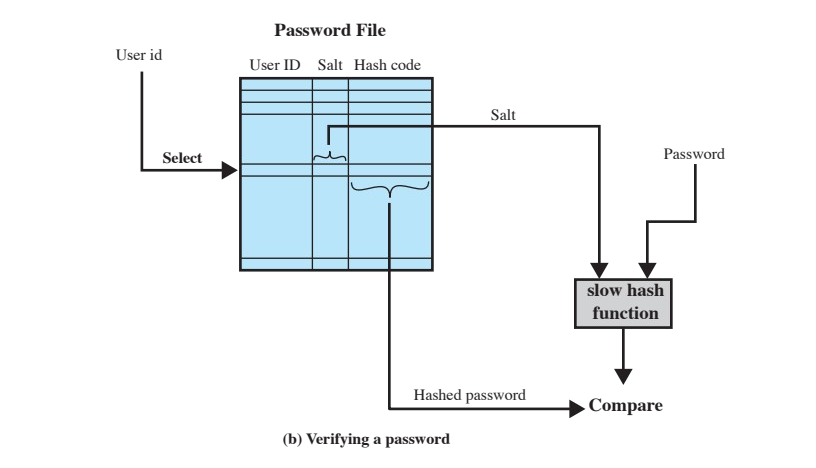 Password File
User id
User ID Salt Hash code
Salt
Select
Password
slow hash
function
Hashed password
Compare
(b) Verifying a password